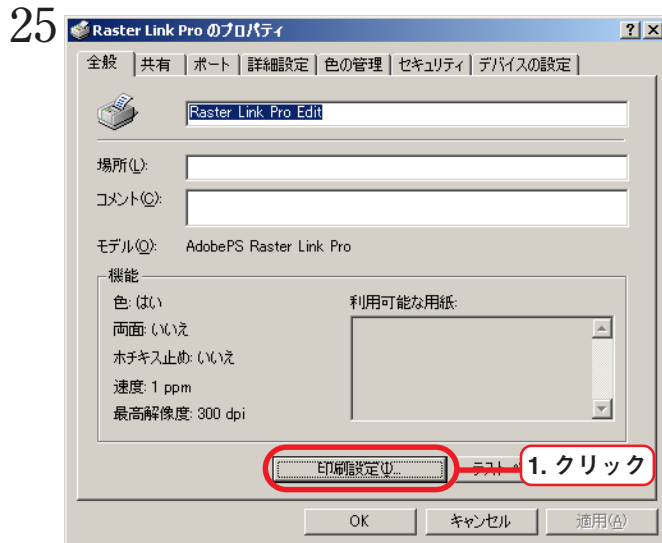 25
Raster Link Pro のプロパティ
全般 共有 ポート 詳細設定 色の管理 セキュリティ デバイスの設定
Raster Link Pro Edit
場所(L):
コメント(C):
モデル(O): AdobePS Raster Link Pro
機能
色: はい 利用可能な用紙:
両面: いいえ
ホチキス止め: いいえ
速度: 1 ppm
最高解像度: 300 dpi
印刷設定(I)... テスト 1. クリック
OK キャンセル 適用(A)